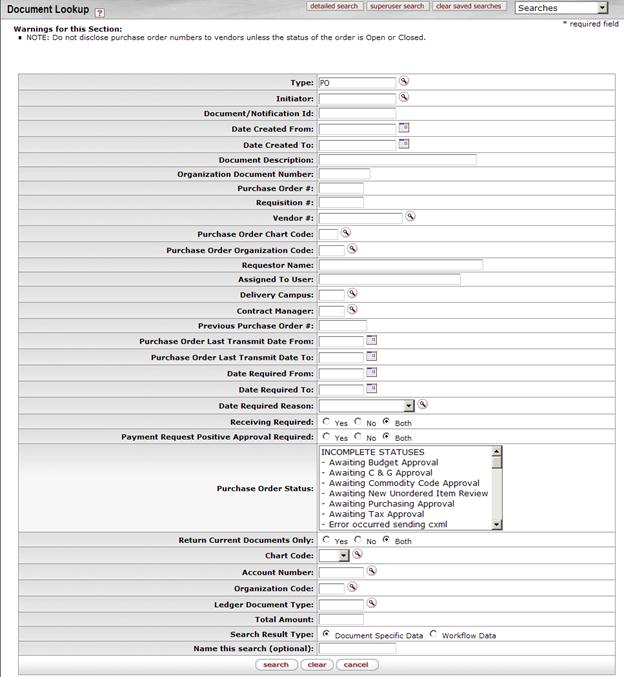 Document Lookup ?
detailed search superuser search clear saved searches Searches
* required field
Warnings for this Section:
NOTE: Do not disclose purchase order numbers to vendors unless the status of the order is Open or Closed.
Type: PO
Initiator:
Document/Notification Id:
Date Created From:
Date Created To:
Document Description:
Organization Document Number:
Purchase Order #:
Requisition #:
Vendor #:
Purchase Order Chart Code:
Purchase Order Organization Code:
Requestor Name:
Assigned To User:
Delivery Campus:
Contract Manager:
Previous Purchase Order #:
Purchase Order Last Transmit Date From:
Purchase Order Last Transmit Date To:
Date Required From:
Date Required To:
Date Required Reason:
Receiving Required: Yes No Both
Payment Request Positive Approval Required: Yes No Both
Purchase Order Status:
INCOMPLETE STATUSES
- Awaiting Budget Approval
- Awaiting C & G Approval
- Awaiting Commodity Code Approval
- Awaiting New Unordered Item Review
- Awaiting Purchasing Approval
- Awaiting Tax Approval
- Error occurred sending cxml
Return Current Documents Only: Yes No Both
Chart Code:
Account Number:
Organization Code:
Ledger Document Type:
Total Amount:
Search Result Type: Document Specific Data Workflow Data
Name this search (optional):
search clear cancel